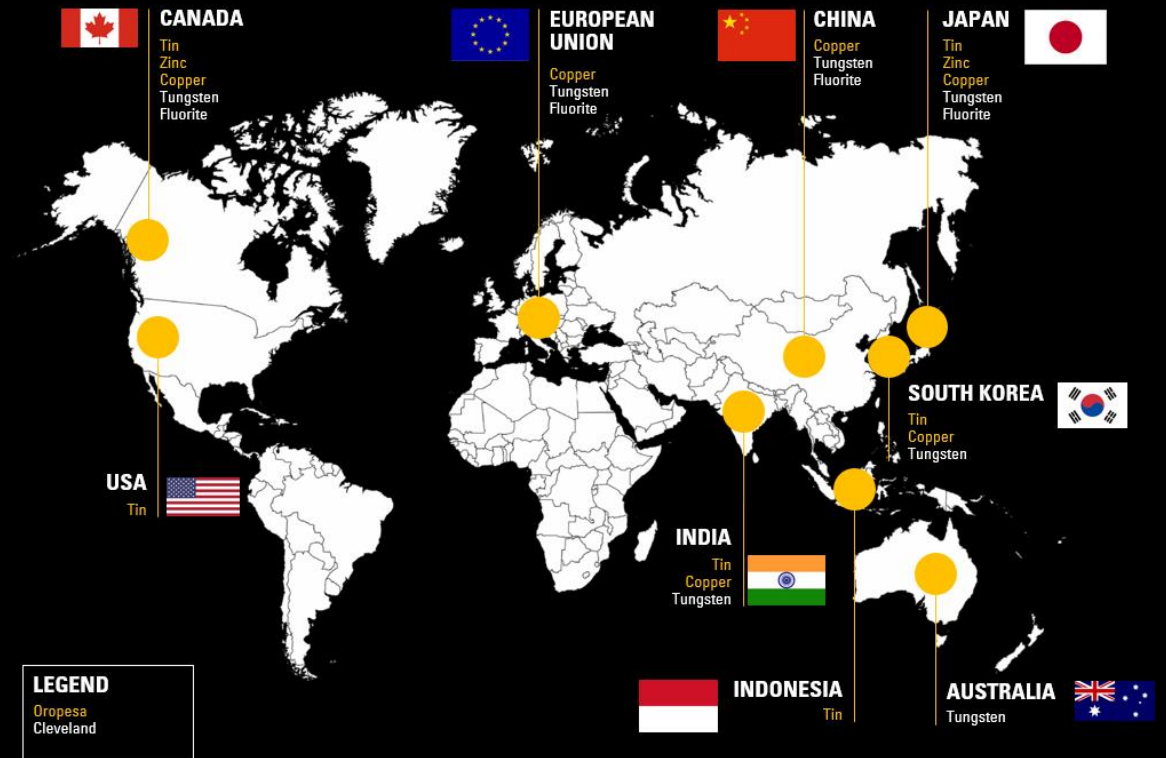 CANADA
Tin
Zinc
Copper
Tungsten
Fluorite
EUROPEAN
UNION
Copper
Tungsten
Fluorite
CHINA
Copper
Tungsten
Fluorite
JAPAN
Tin
Zinc
Copper
Tungsten
Fluorite
SOUTH KOREA
Tin
Copper
Tungsten
USA
Tin
INDIA
Tin
Copper
Tungsten
INDONESIA
Tin
AUSTRALIA
Tungsten
LEGEND
Oropesa
Cleveland